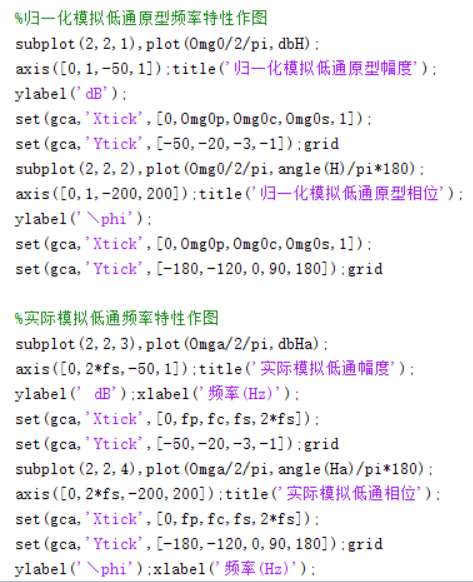 %归一化模拟低通原型频率特性作图
subplot(2,2,1),plot(Omg0/2/pi,dbH);
axis([0,1,-50,1]);title('归一化模拟低通原型幅度');
ylabel('dB');
set(gca,'Xtick',[0,Omg0p,Omg0c,Omg0s,1]);
set(gca,'Ytick',[-50,-20,-3,-1]);grid
subplot(2,2,2),plot(Omg0/2/pi,angle(H)/pi*180);
axis([0,1,-200,200]);title('归一化模拟低通原型相位');
ylabel('＼phi');
set(gca,'Xtick',[0,Omg0p,Omg0c,Omg0s,1]);
set(gca,'Ytick',[-180,-120,0,90,180]);grid
%实际模拟低通频率特性作图
subplot(2,2,3),plot(Omga/2/pi,dbHa);
axis([0,2*fs,-50,1]);title('实际模拟低通幅度');
ylabel(' dB');xlabel('频率(Hz)');
set(gca,'Xtick',[0,fp,fc,fs,2*fs]);
set(gca,'Ytick',[-50,-20,-3,-1]);grid
subplot(2,2,4),plot(Omga/2/pi,angle(Ha)/pi*180);
axis([0,2*fs,-200,200]);title('实际模拟低通相位');
set(gca,'Xtick',[0,fp,fc,fs,2*fs]);
set(gca,'Ytick',[-180,-120,0,90,180]);grid
ylabel('＼phi');xlabel('频率(Hz)');